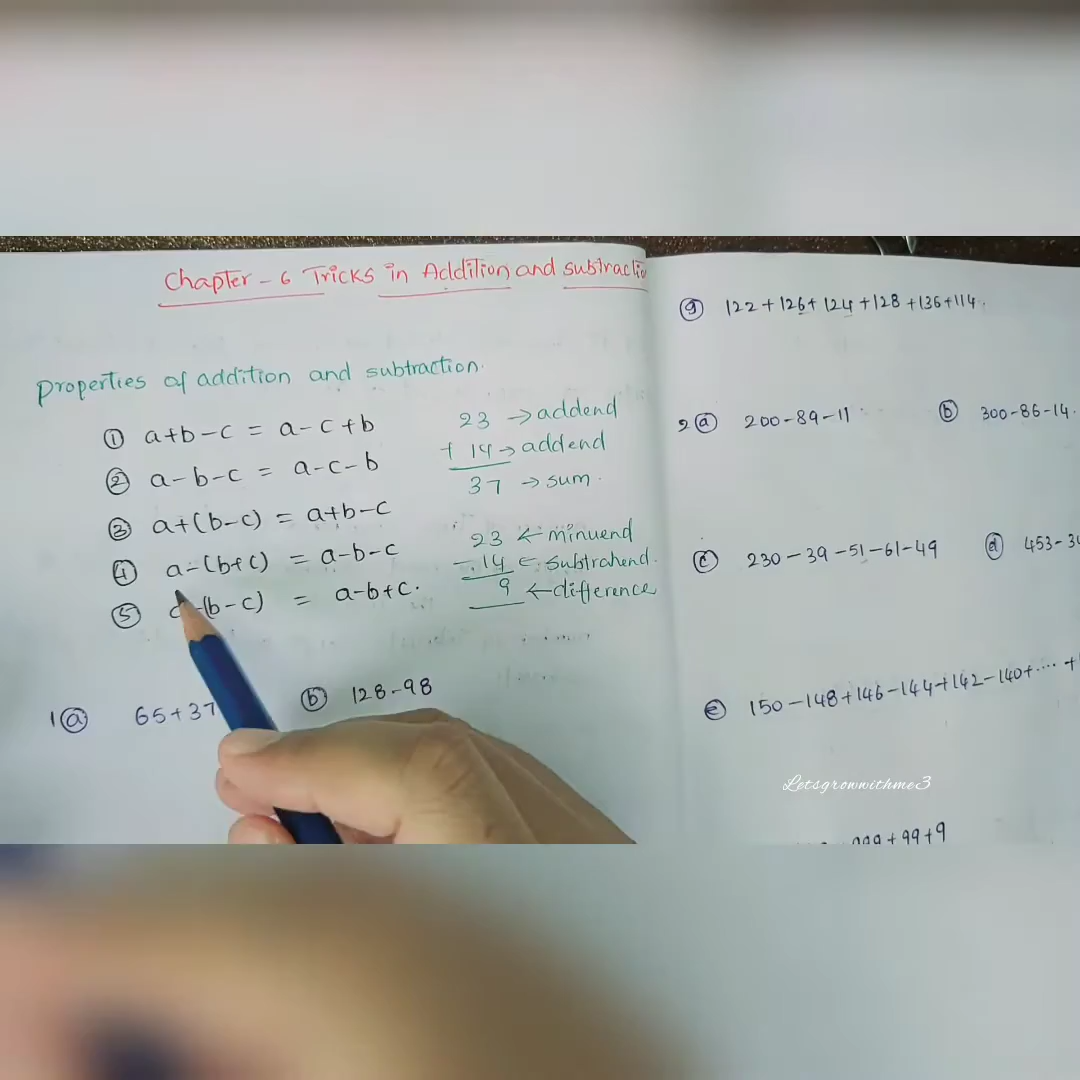 Chapter - 6 Tricks in Addition and subtractio
Properties of addition and subtraction.
① a+b-c = a-c+b
② a-b-c = a-c-b
③ a+(b-c) = a+b-c
④ a-(b+c) = a-b-c
⑤ -(b-c) = a-b+c.
23 → addend
+ 14 → addend
37 → sum.
23 ← minuend
- 14 ← subtrahend.
9 ← difference
1 ⓐ 65+37
ⓑ 128-98
⑨ 122+126+124+128+136+114.
2 ⓐ 200-89-11
ⓑ 300-86-14.
ⓒ 230-39-51-61-49
ⓓ 453-3
ⓔ 150-148+146-144+142-140+.... +
Letsgrowwithme3
999+99+9